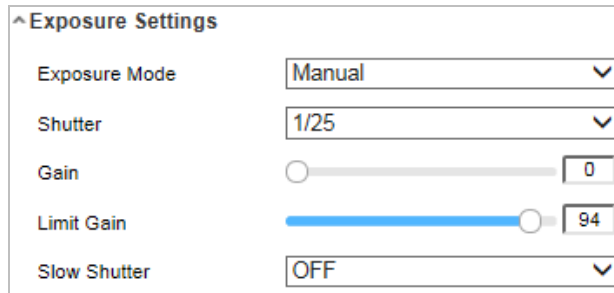 Exposure Settings
Exposure Mode Manual
Shutter 1/25
Gain 0
Limit Gain 94
Slow Shutter OFF